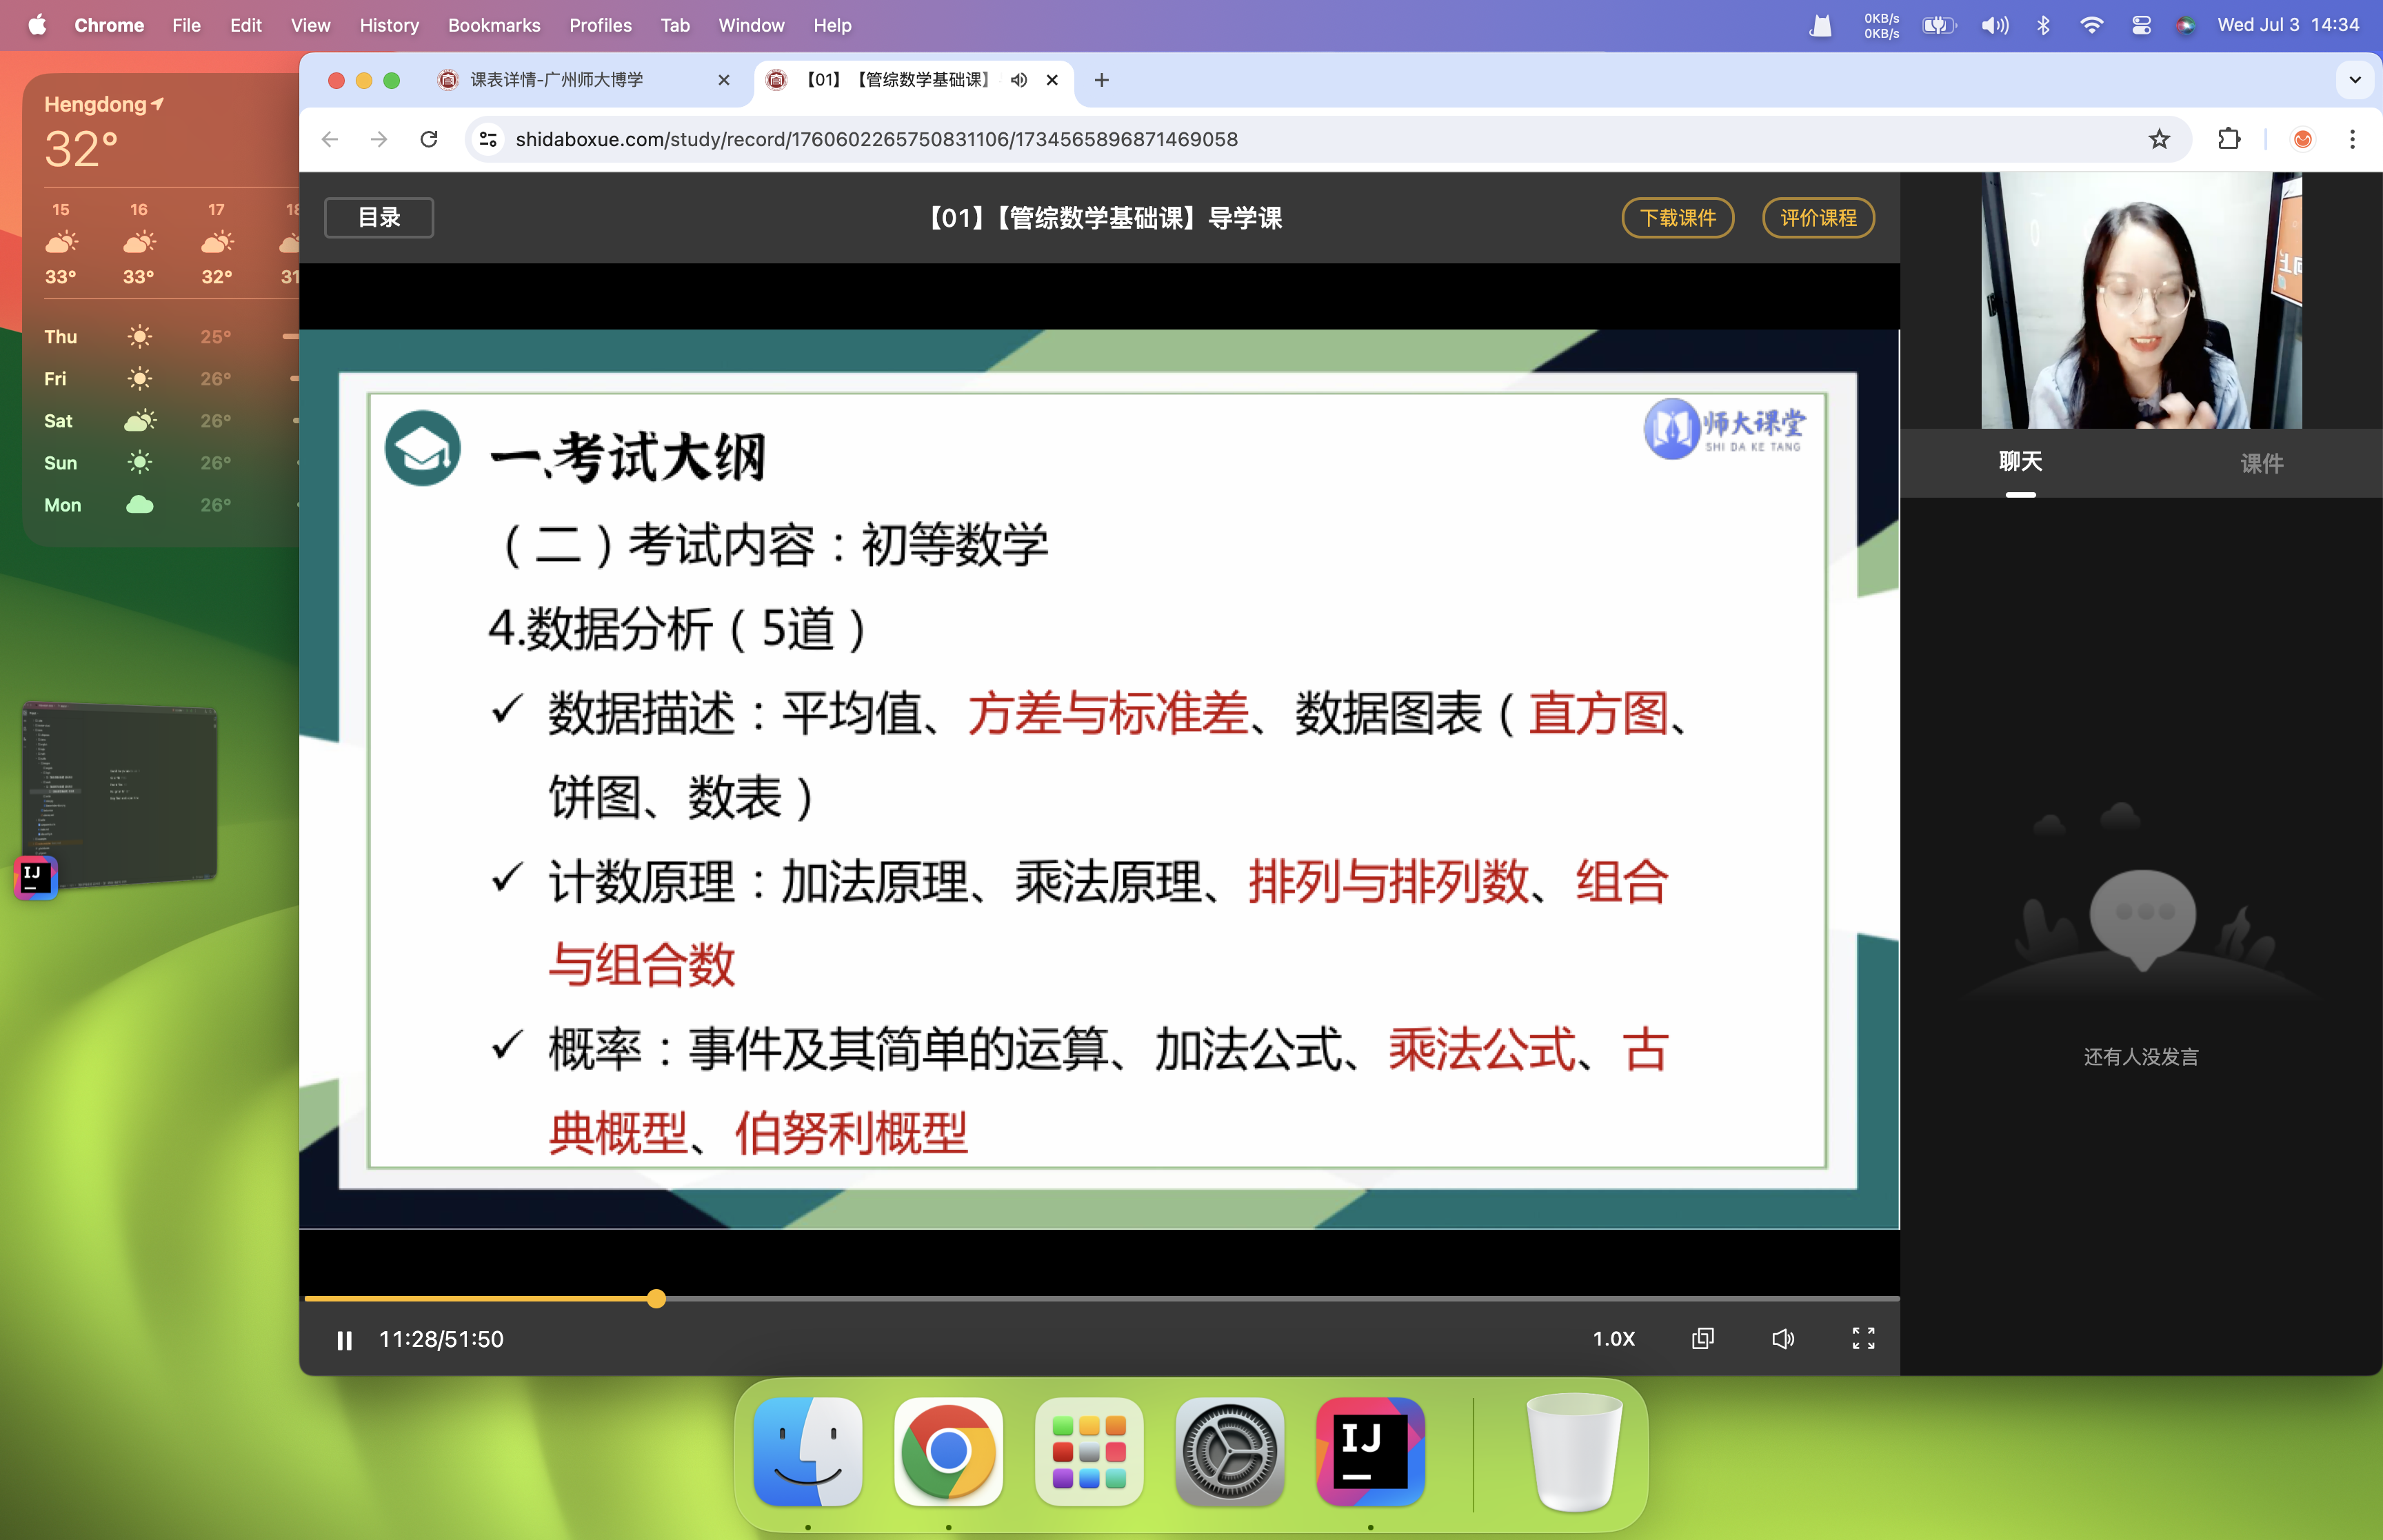 Chrome File Edit View History Bookmarks Profiles Tab Window Help
0KB/s
0KB/s
Wed Jul 3 14:34
Hengdong
32°
15 16 17 18
33° 33° 32° 31
Thu 25°
Fri 26°
Sat 26°
Sun 26°
Mon 26°
IJ
课表详情-广州师大博学
【01】【管综数学基础课】
shidaboxue.com/study/record/1760602265750831106/1734565896871469058
目录
【01】【管综数学基础课】导学课
下载课件
评价课程
师大课堂
SHI DA KE TANG
一.考试大纲
（二）考试内容：初等数学
4.数据分析（5道）
✓ 数据描述：平均值、方差与标准差、数据图表（直方图、
饼图、数表）
✓ 计数原理：加法原理、乘法原理、排列与排列数、组合
与组合数
✓ 概率：事件及其简单的运算、加法公式、乘法公式、古
典概型、伯努利概型
聊天
课件
还有人没发言
11:28/51:50
1.0X
IJ